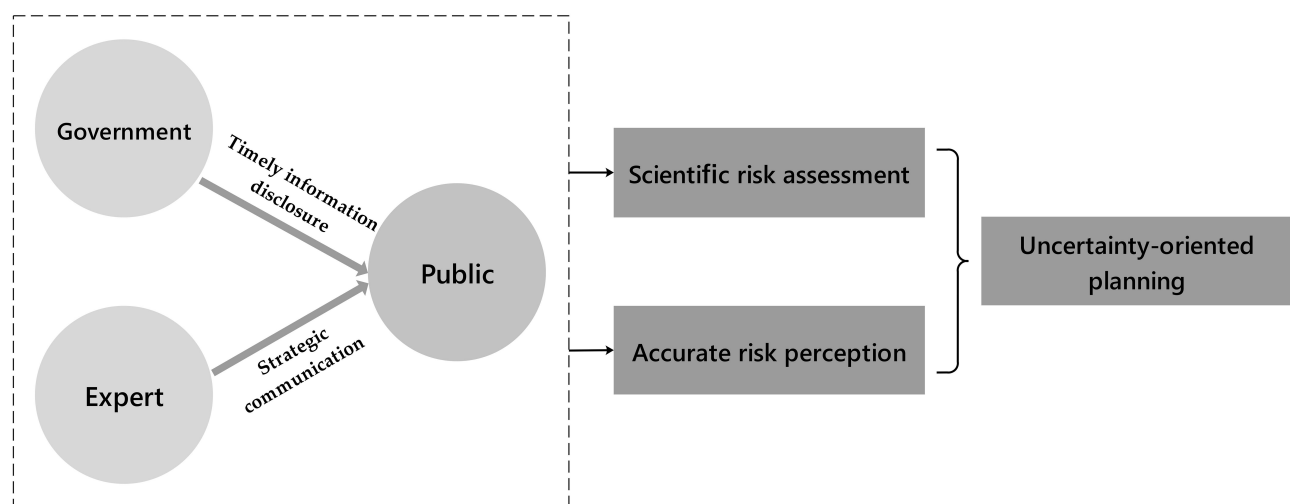 Government
Timely information
disclosure
Public
Expert
Strategic
communication
Scientific risk assessment
Accurate risk perception
Uncertainty-oriented
planning